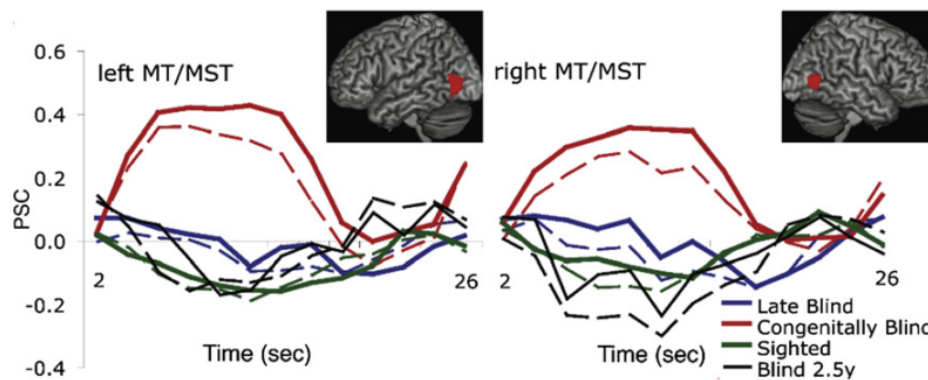 0.6
0.4
0.2
0.0
-0.2
-0.4
PSC
left MT/MST
2
26
Time (sec)
right MT/MST
2
26
Time (sec)
Late Blind
Congenitally Blind
Sighted
Blind 2.5y